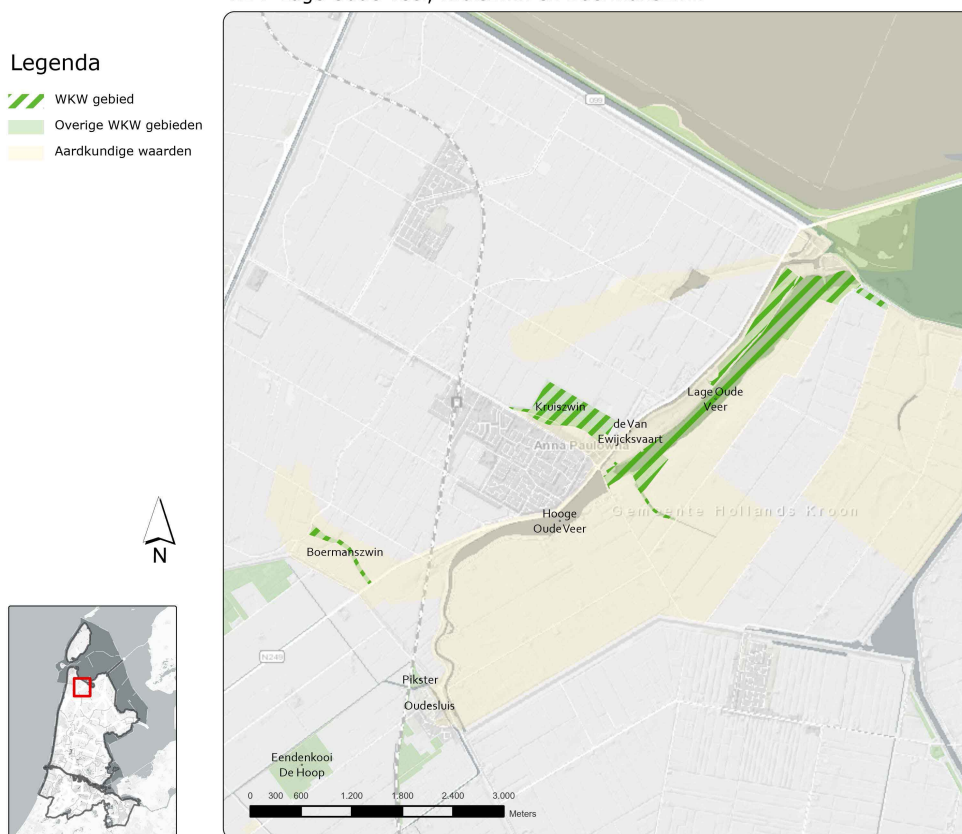 Legenda
WKW gebied
Overige WKW gebieden
Aardkundige waarden
N
Kruiszwin
de Van
Ewijcksvaart
Lage Oude
Veer
Anna Paulowna
Hooge
Oude Veer
Gemeente Hollands Kroon
Boermanszwin
N249
Pikster
Oudesluis
Eendenkooi
De Hoop
0 300 600 1.200 1.800 2.400 3.000
Meters